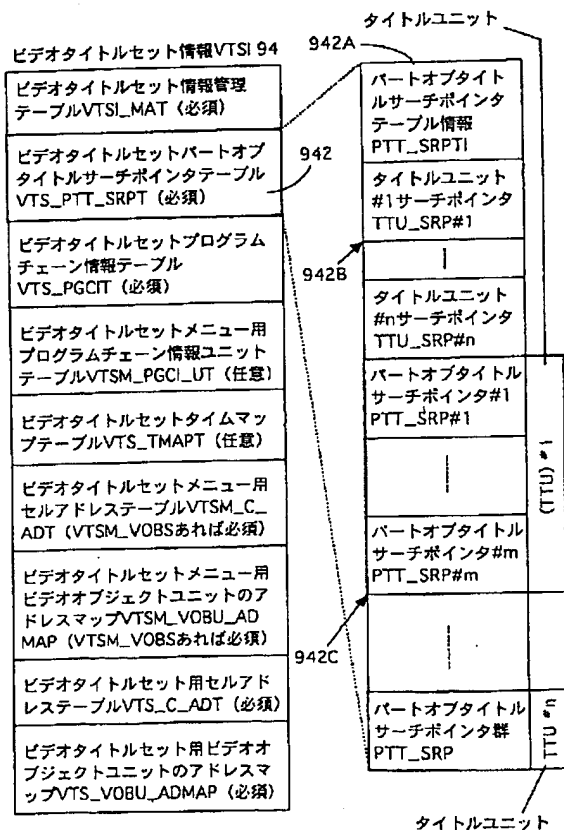 ビデオタイトルセット情報VTSI 94
ビデオタイトルセット情報管理
テーブルVTSI_MAT（必須）
ビデオタイトルセットパートオブ
タイトルサーチポインタテーブル
VTS_PTT_SRPT（必須）
ビデオタイトルセットプログラム
チェーン情報テーブル
VTS_PGCIT（必須）
ビデオタイトルセットメニュー用
プログラムチェーン情報ユニット
テーブルVTSM_PGCI_UT（任意）
ビデオタイトルセットタイムマッ
プテーブルVTS_TMAPT（任意）
ビデオタイトルセットメニュー用
セルアドレステーブルVTSM_C_
ADT（VTSM_VOBSあれば必須）
ビデオタイトルセットメニュー用
ビデオオブジェクトユニットのア
ドレスマップVTSM_VOBU_AD
MAP（VTSM_VOBSあれば必須）
ビデオタイトルセット用セルアド
レステーブルVTS_C_ADT（必須）
ビデオタイトルセット用ビデオオ
ブジェクトユニットのアドレスマ
ップVTS_VOBU_ADMAP（必須）
942
タイトルユニット
942A
パートオブタイト
ルサーチポインタ
テーブル情報
PTT_SRPTI
タイトルユニット
#1サーチポインタ
TTU_SRP#1
942B
タイトルユニット
#nサーチポインタ
TTU_SRP#n
パートオブタイトル
サーチポインタ#1
PTT_SRP#1
(TTU) #1
パートオブタイトル
サーチポインタ#m
PTT_SRP#m
942C
パートオブタイトル
サーチポインタ群
PTT_SRP
TTU #n
タイトルユニット